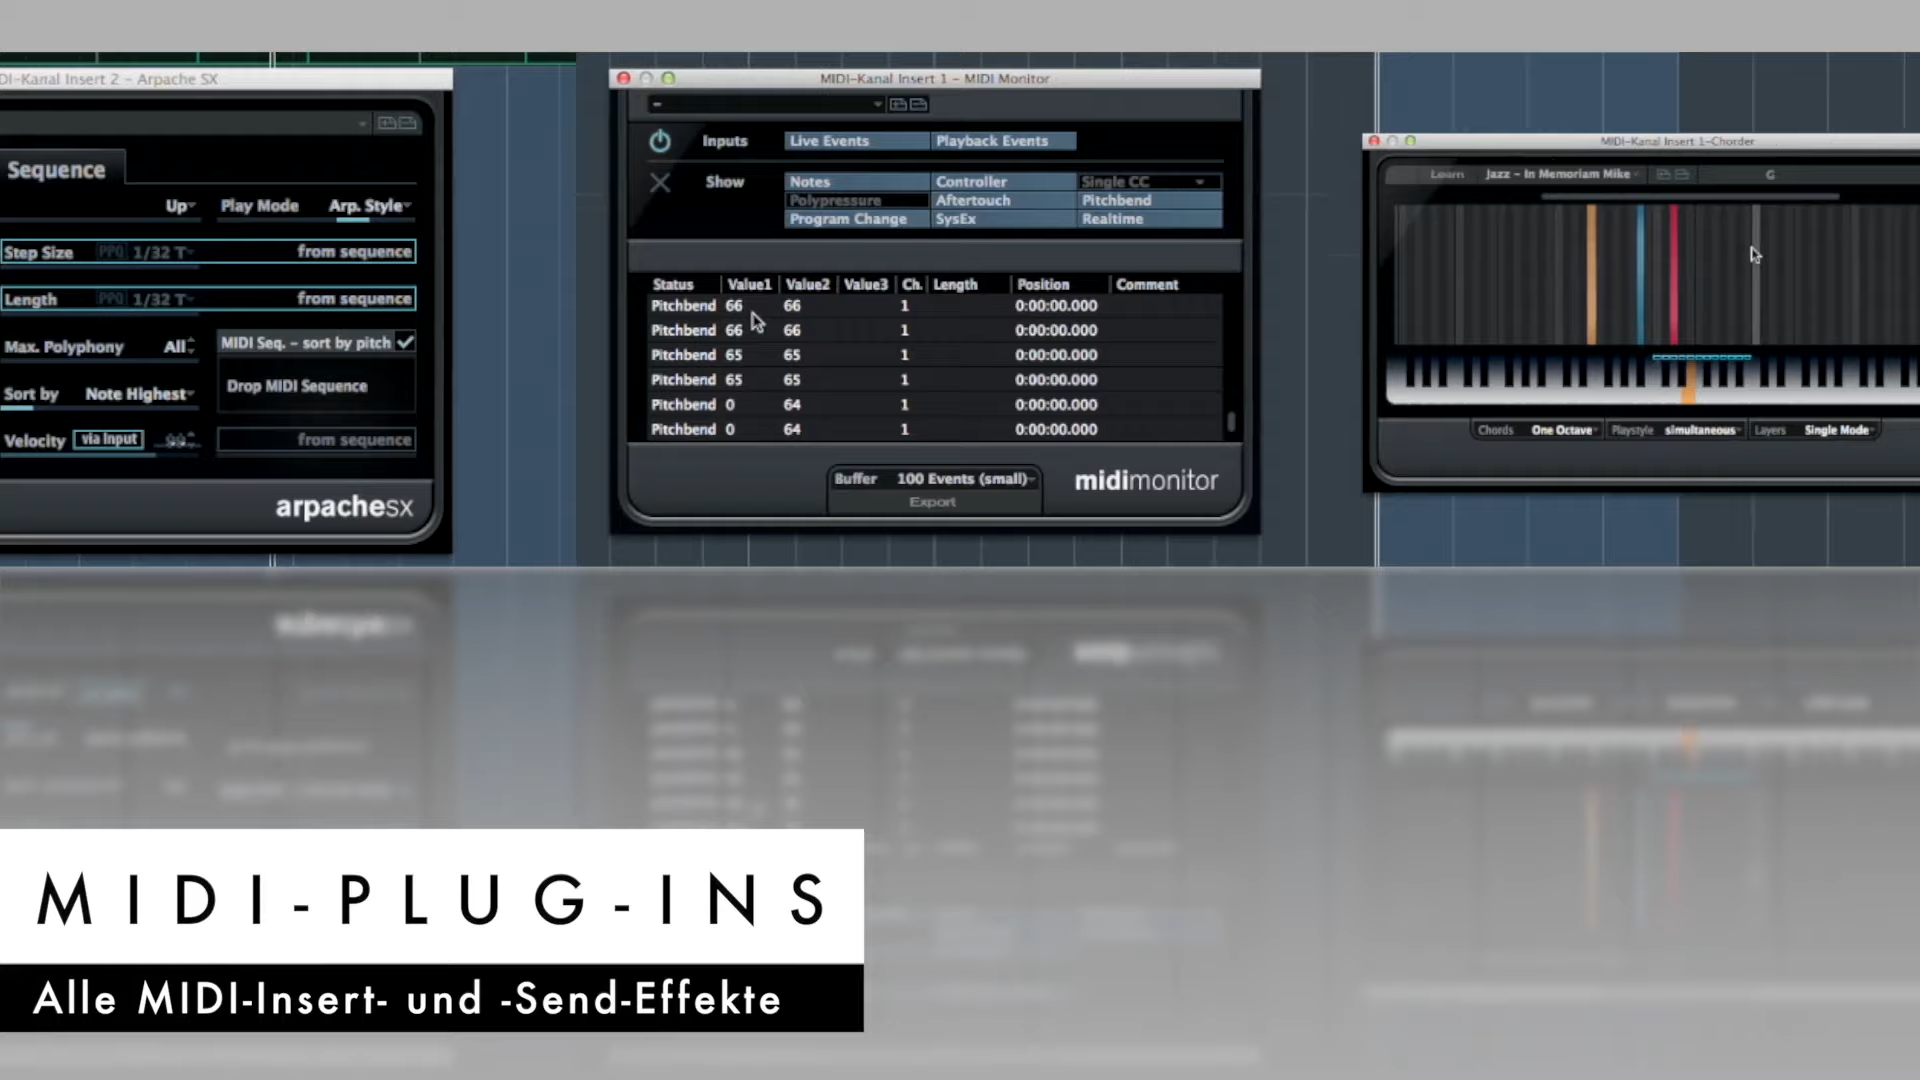 DI-Kanal Insert 2 - Arpache SX
Sequence
Up
Play Mode
Arp. Style
Step Size PPQ 1/32 T from sequence
Length PPQ 1/32 T from sequence
Max. Polyphony All
MIDI Seq. - sort by pitch
Sort by Note Highest
Drop MIDI Sequence
Velocity via Input 99 from sequence
arpacheSX
MIDI-Kanal Insert 1 - MIDI Monitor
Inputs Live Events Playback Events
Show Notes Controller Single CC
Polypressure Aftertouch Pitchbend
Program Change SysEx Realtime
Status Value1 Value2 Value3 Ch. Length Position Comment
Pitchbend 66 66 1 0:00:00.000
Pitchbend 66 66 1 0:00:00.000
Pitchbend 65 65 1 0:00:00.000
Pitchbend 65 65 1 0:00:00.000
Pitchbend 0 64 1 0:00:00.000
Pitchbend 0 64 1 0:00:00.000
Buffer 100 Events (small)
Export
midimonitor
MIDI-Kanal Insert 1-Chorder
Learn Jazz - In Memoriam Mike G
Chords One Octave Playstyle simultaneous Layers Single Mode
MIDI-PLUG-INS
Alle MIDI-Insert- und -Send-Effekte